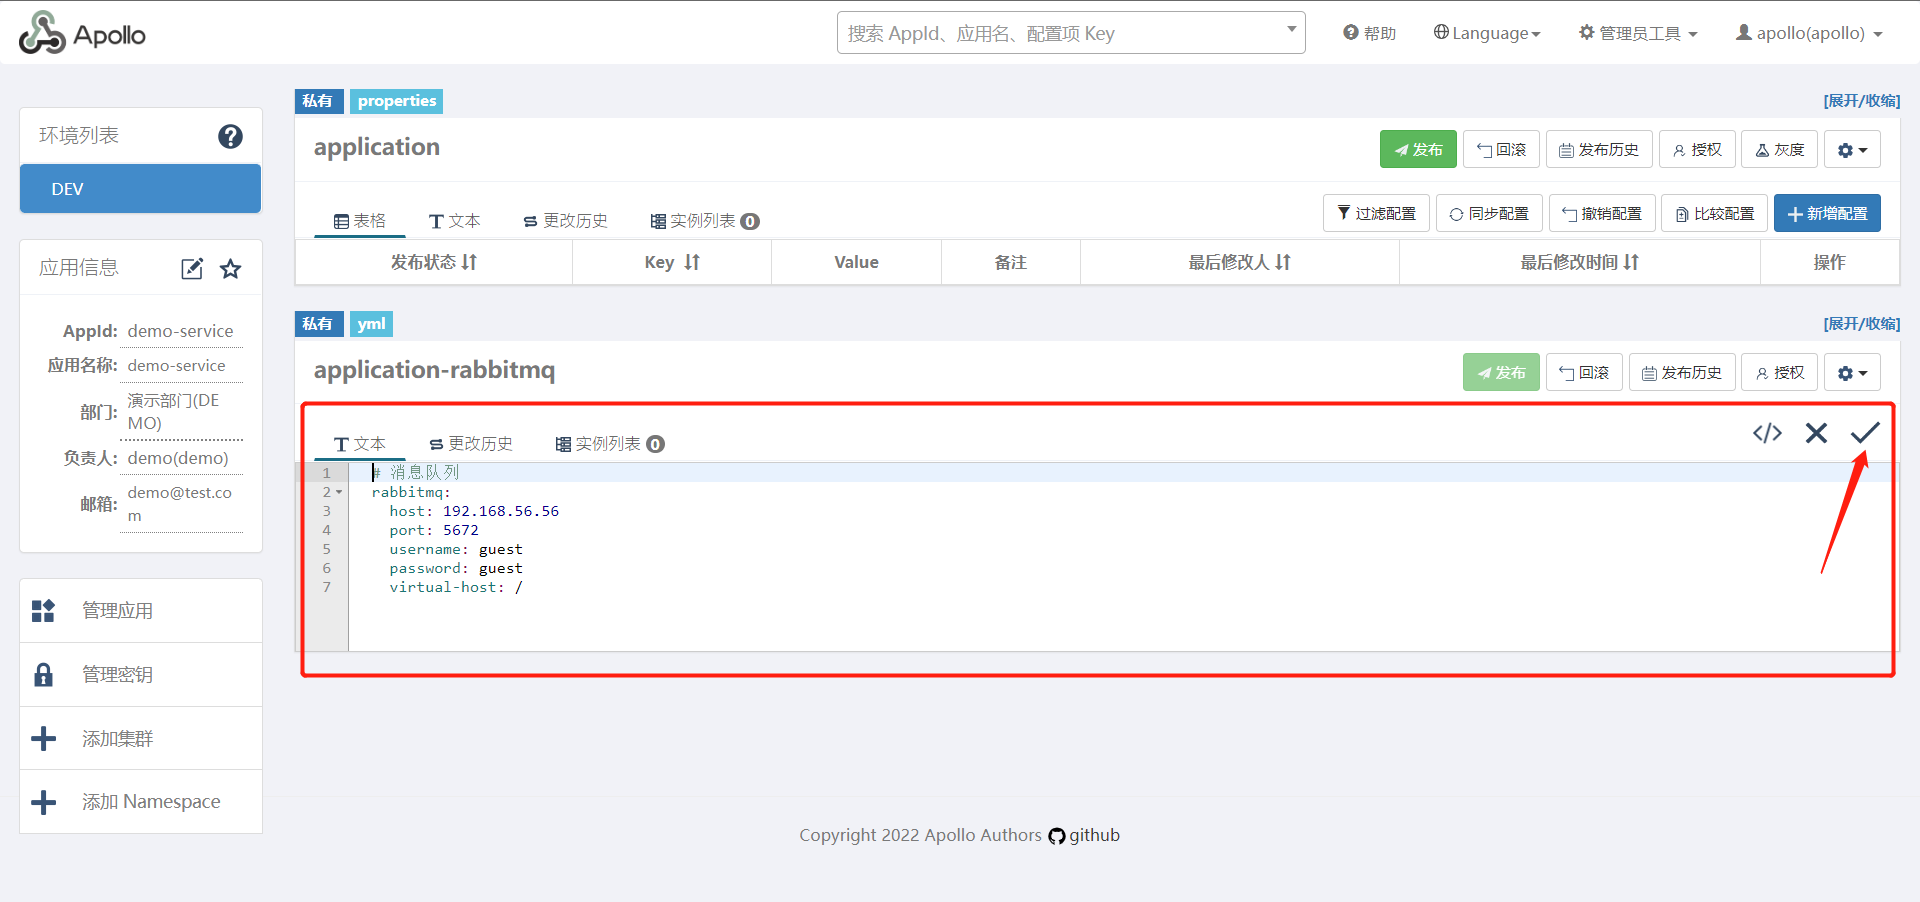 Apollo
搜索 AppId、应用名、配置项 Key
帮助
Language
管理员工具
apollo(apollo)
环境列表
DEV
应用信息
AppId: demo-service
应用名称: demo-service
部门: 演示部门(DE
MO)
负责人: demo(demo)
邮箱: demo@test.co
m
管理应用
管理密钥
添加集群
添加 Namespace
私有 properties [展开/收缩]
application
发布 回滚 发布历史 授权 灰度
表格 文本 更改历史 实例列表 0
过滤配置 同步配置 撤销配置 比较配置 新增配置
发布状态 Key Value 备注 最后修改人 最后修改时间 操作
私有 yml [展开/收缩]
application-rabbitmq
发布 回滚 发布历史 授权
文本 更改历史 实例列表 0
1 # 消息队列
2 rabbitmq:
3 host: 192.168.56.56
4 port: 5672
5 username: guest
6 password: guest
7 virtual-host: /
Copyright 2022 Apollo Authors github